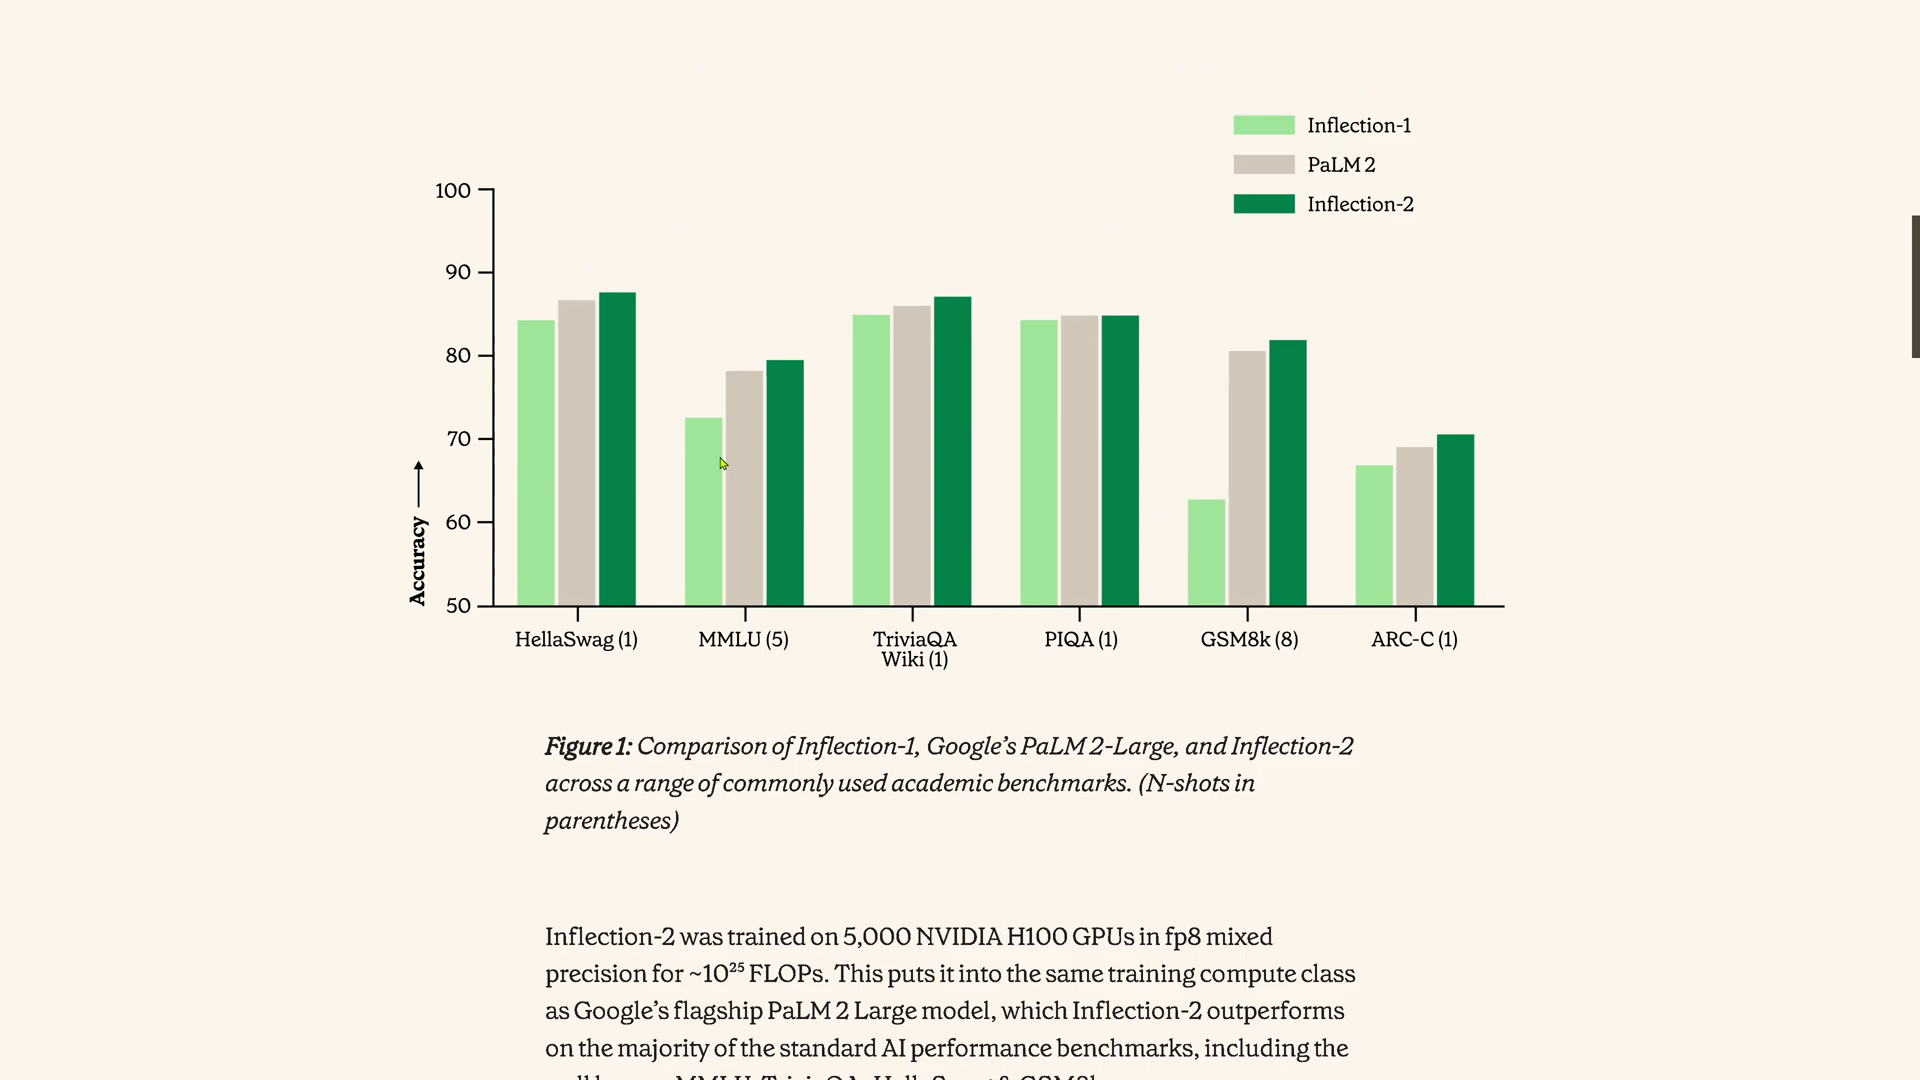 Inflection-1
PaLM 2
Inflection-2
100
90
80
70
60
50
Accuracy
HellaSwag (1)
MMLU (5)
TriviaQA
Wiki (1)
PIQA (1)
GSM8k (8)
ARC-C (1)
Figure 1: Comparison of Inflection-1, Google’s PaLM 2-Large, and Inflection-2
across a range of commonly used academic benchmarks. (N-shots in
parentheses)
Inflection-2 was trained on 5,000 NVIDIA H100 GPUs in fp8 mixed
precision for ~10²⁵ FLOPs. This puts it into the same training compute class
as Google’s flagship PaLM 2 Large model, which Inflection-2 outperforms
on the majority of the standard AI performance benchmarks, including the